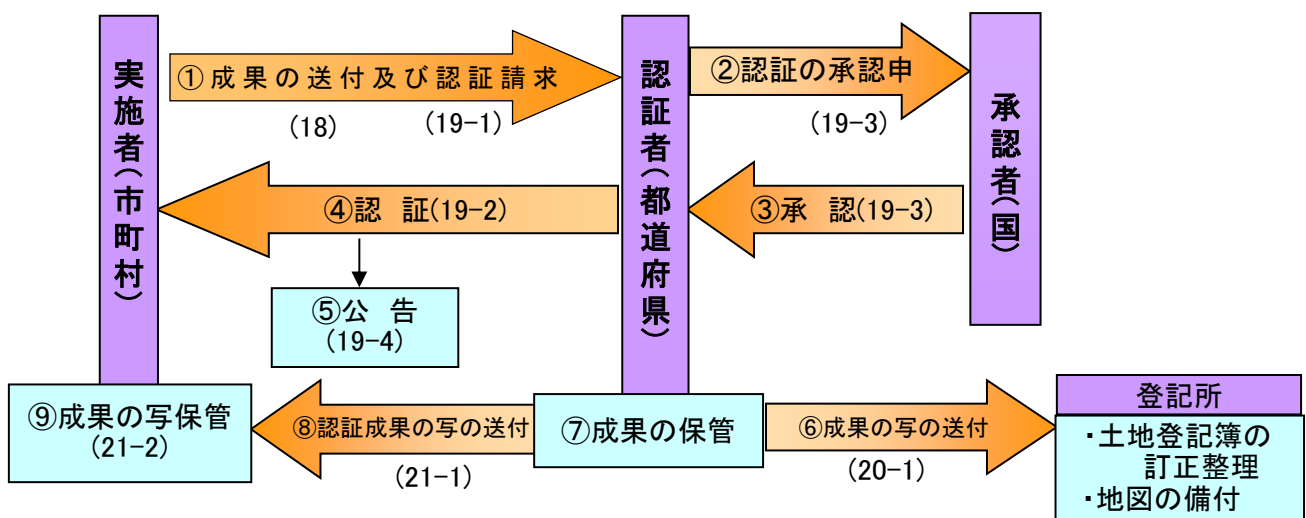 実施者(市町村)
①成果の送付及び認証請求
(18)
(19-1)
認証者(都道府県)
②認証の承認申
(19-3)
承認者(国)
④認 証(19-2)
③承 認(19-3)
⑤公 告
(19-4)
⑨成果の写保管
(21-2)
⑧認証成果の写の送付
(21-1)
⑦成果の保管
⑥成果の写の送付
(20-1)
登記所
・土地登記簿の
訂正整理
・地図の備付